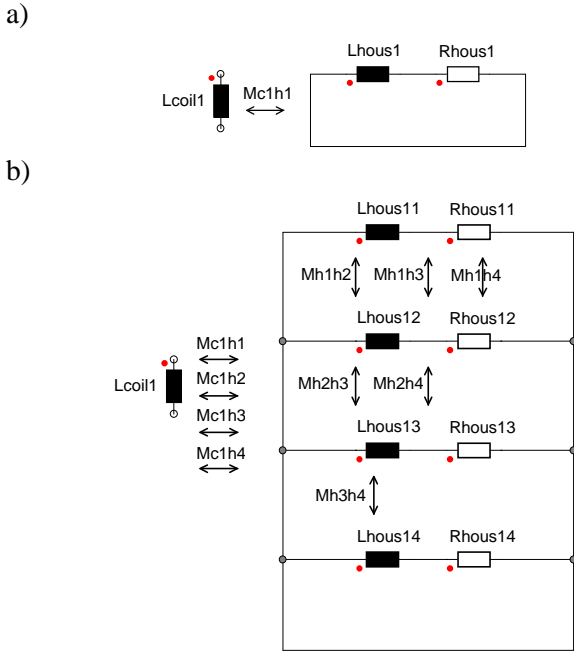 a)
Lhous1 Rhous1
Lcoil1 Mc1h1
b)
Lhous11 Rhous11
Mh1h2 Mh1h3 Mh1h4
Lhous12 Rhous12
Mc1h1
Lcoil1 Mc1h2
Mh2h3 Mh2h4
Mc1h3
Lhous13 Rhous13
Mc1h4
Mh3h4
Lhous14 Rhous14